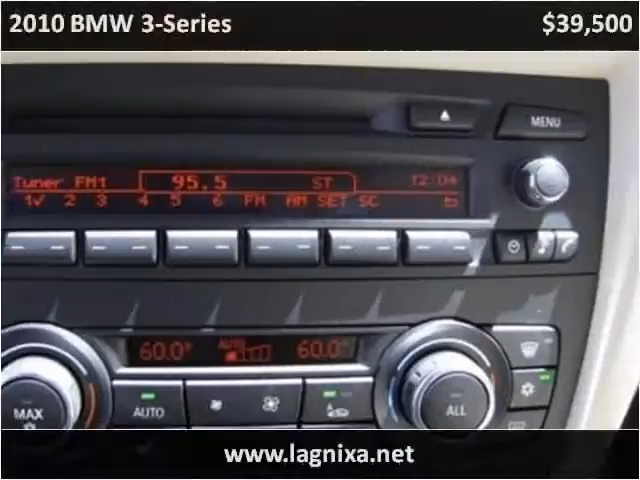 2010 BMW 3-Series $39,500
MENU
Tuner FM1 95.5 ST 12:04
1✓ 2 3 4 5 6 FM AM SET SC
60.0° AUTO 60.0°
MAX AUTO ALL
www.lagnixa.net